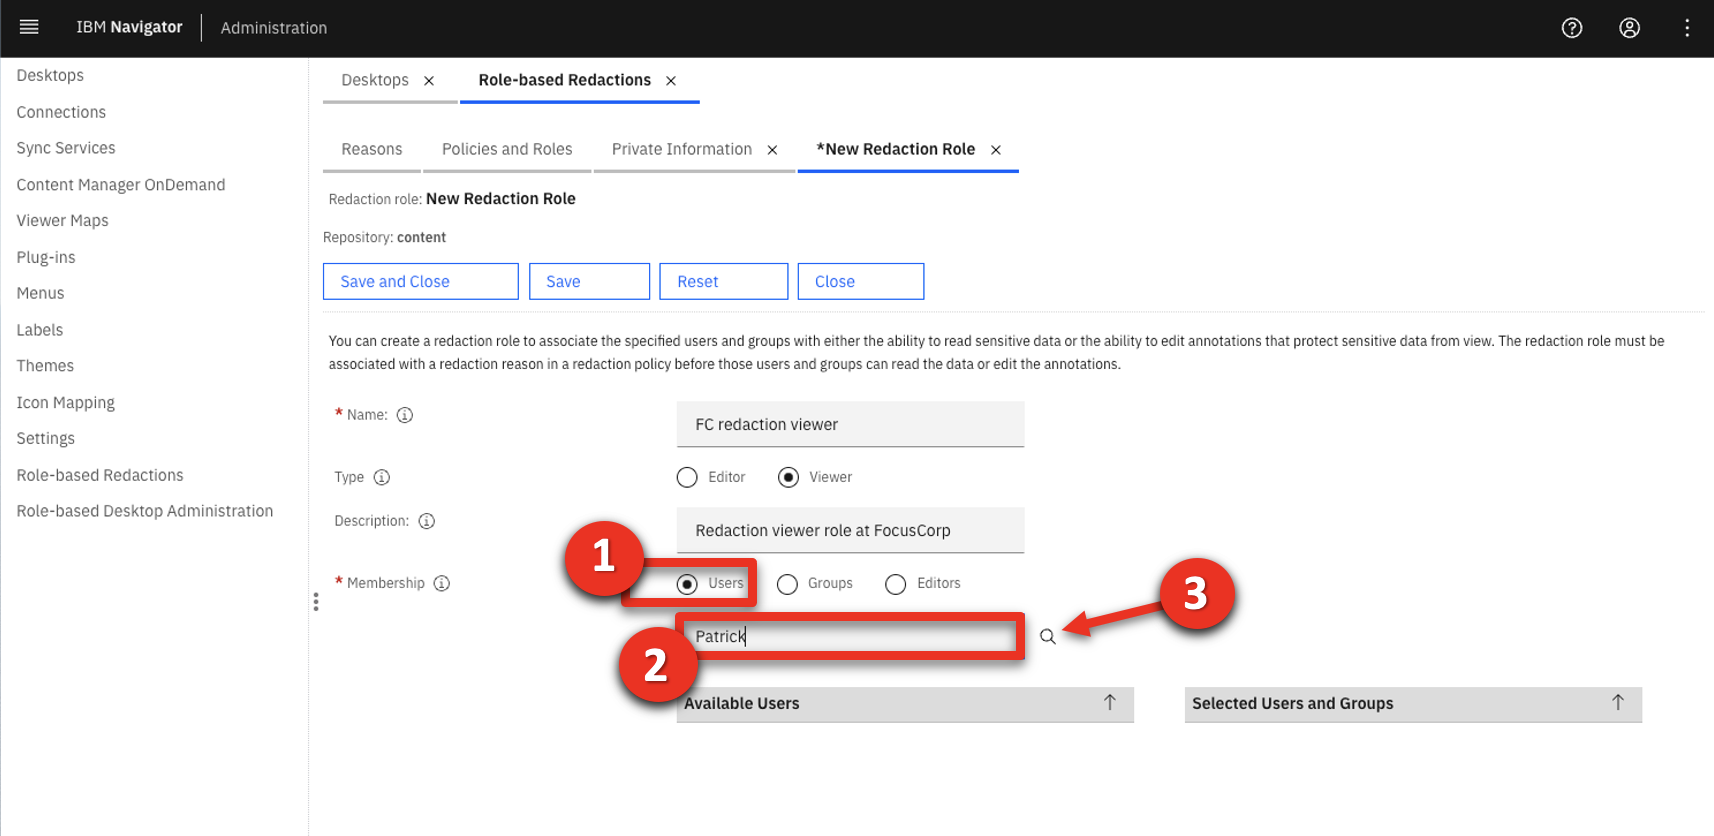 IBM Navigator Administration
Desktops
Connections
Sync Services
Content Manager OnDemand
Viewer Maps
Plug-ins
Menus
Labels
Themes
Icon Mapping
Settings
Role-based Redactions
Role-based Desktop Administration
Desktops Role-based Redactions
Reasons Policies and Roles Private Information *New Redaction Role
Redaction role: New Redaction Role
Repository: content
Save and Close Save Reset Close
You can create a redaction role to associate the specified users and groups with either the ability to read sensitive data or the ability to edit annotations that protect sensitive data from view. The redaction role must be
associated with a redaction reason in a redaction policy before those users and groups can read the data or edit the annotations.
* Name: FC redaction viewer
Type Editor Viewer
Description: Redaction viewer role at FocusCorp
1
* Membership Users Groups Editors
3
2
Patrick
Available Users Selected Users and Groups